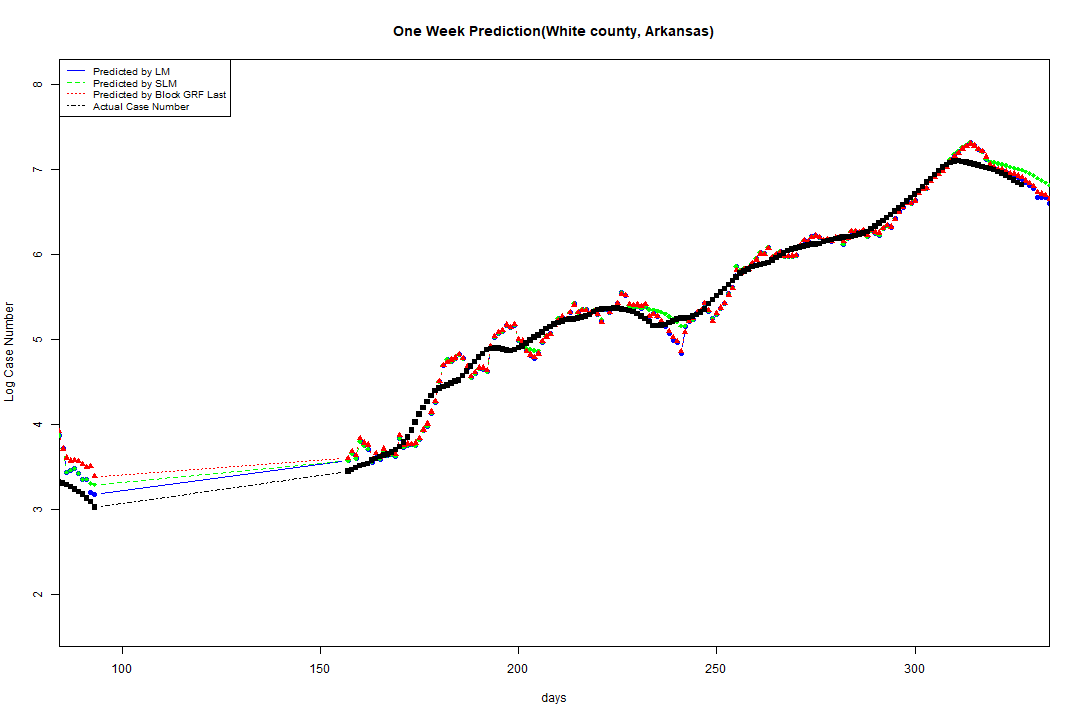 One Week Prediction(White county, Arkansas)
Predicted by LM
Predicted by SLM
Predicted by Block GRF Last
Actual Case Number
8
7
6
5
4
3
2
Log Case Number
100
150
200
250
300
days